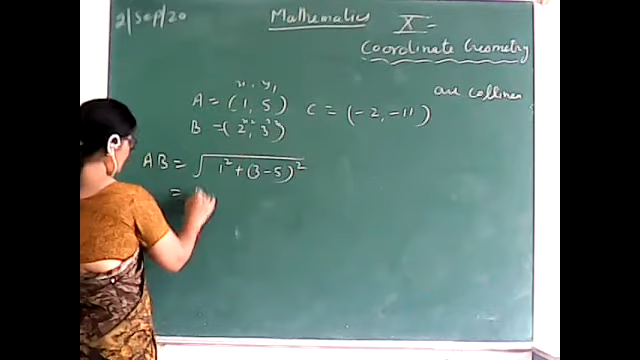 2|Sep|20
Mathematics X
Coordinate Geometry
are collinea
x1 y1
A = (1, 5) C = (-2, -11)
x2 y2
B = (2, 3)
AB = √1² + (3-5)²
=